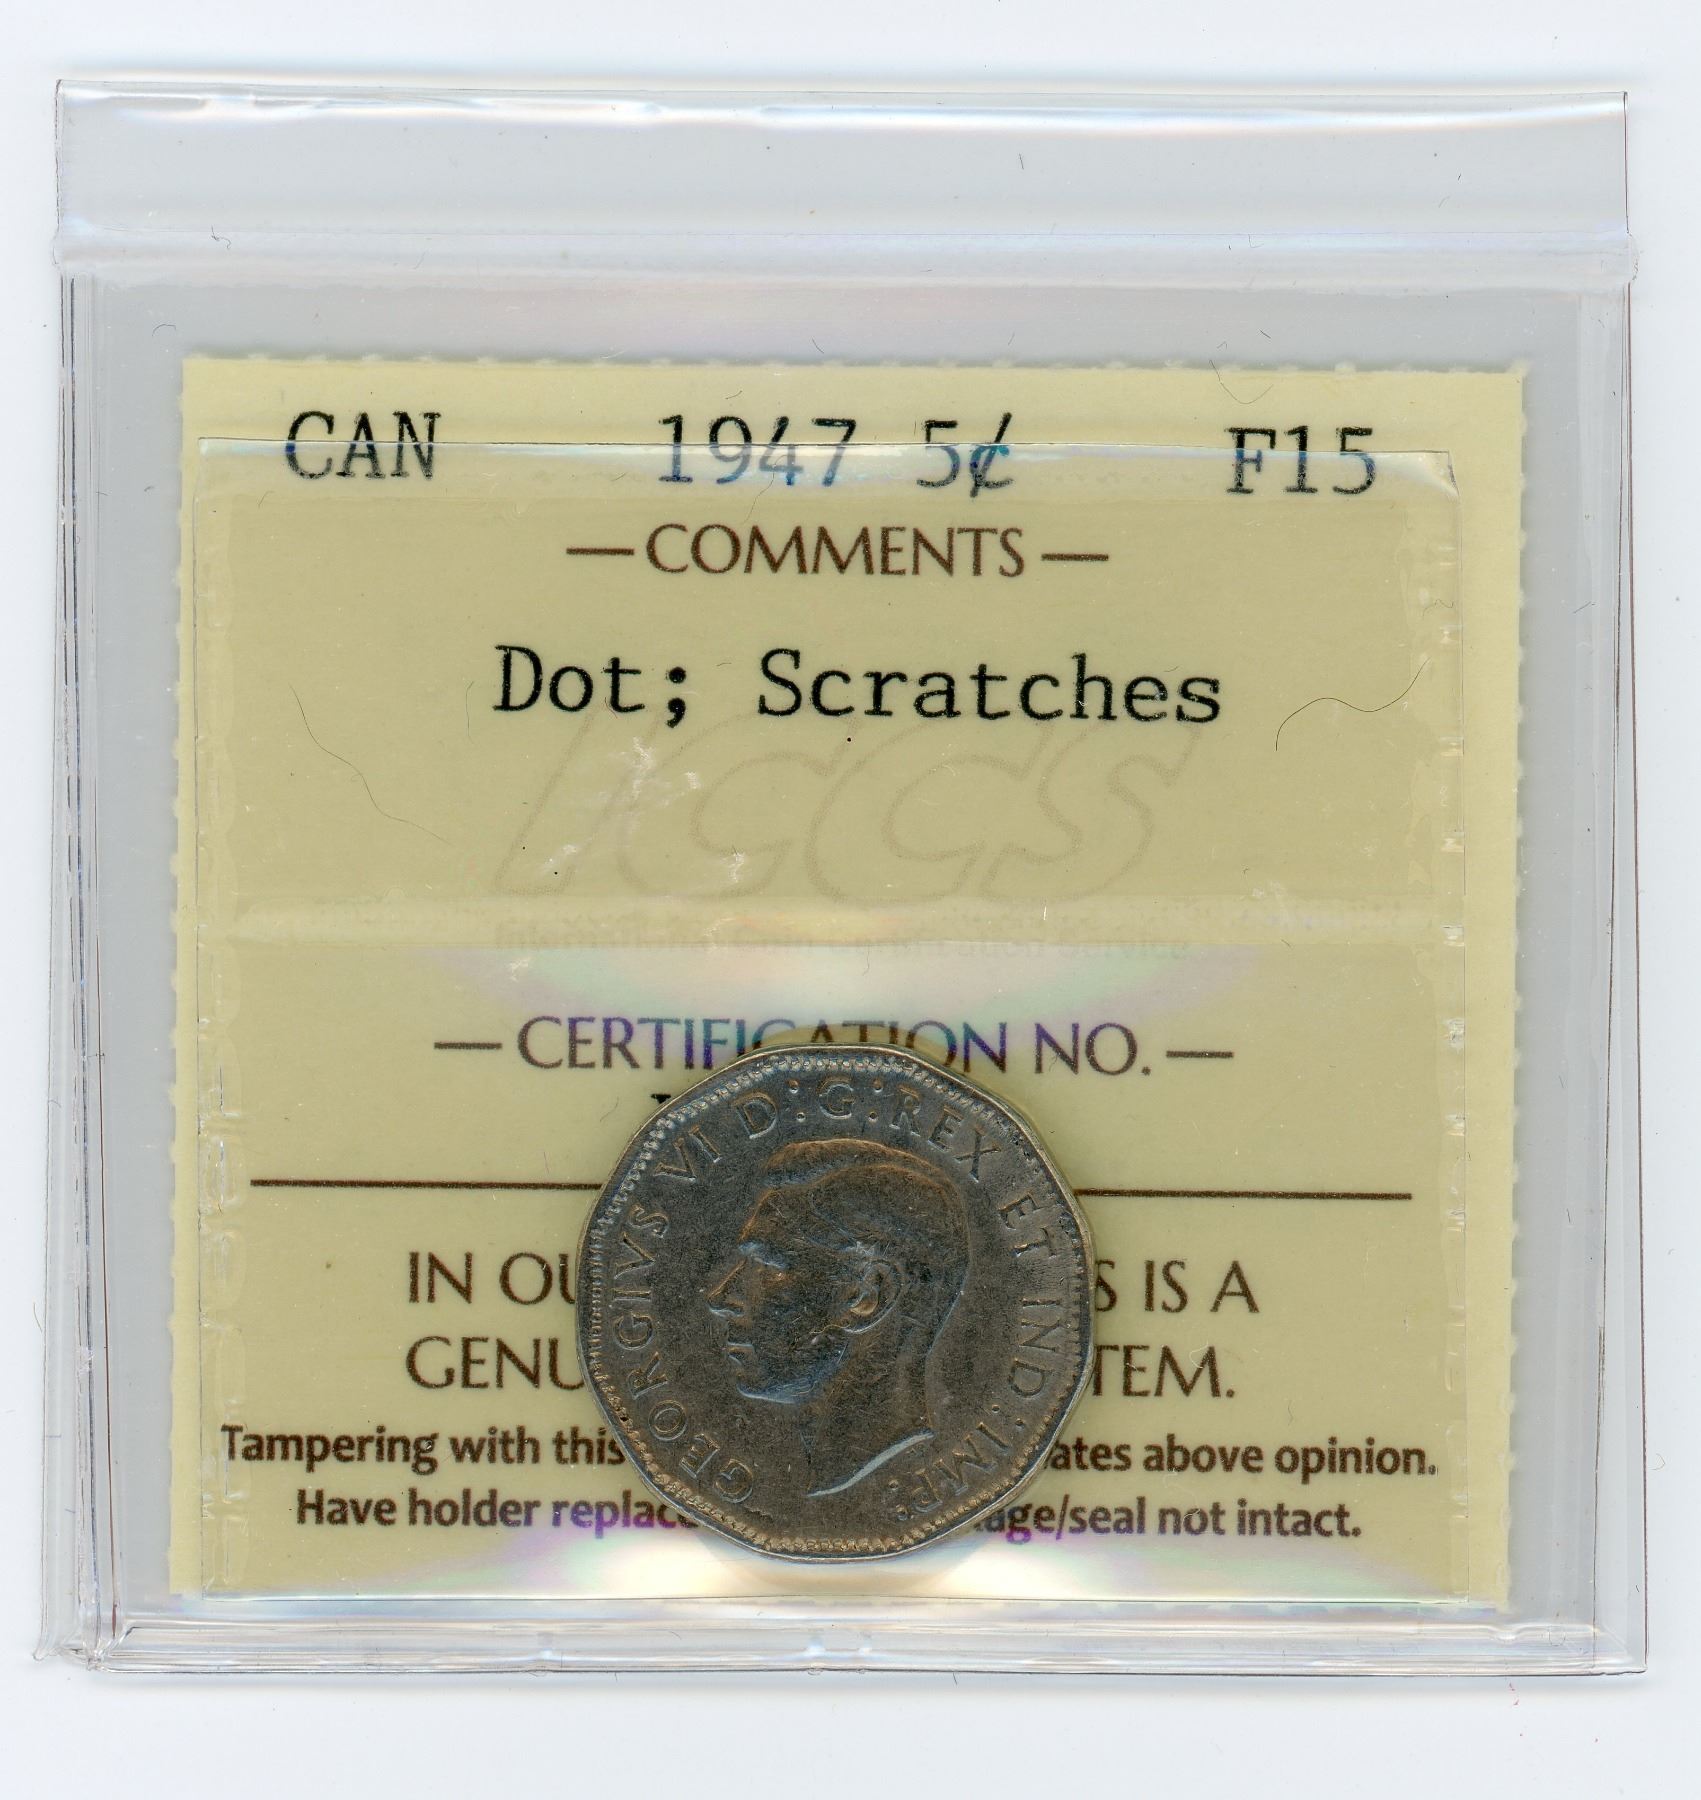 CAN 1947 5¢ F15
— COMMENTS —
Dot; Scratches
ICCS
— CERTIFICATION NO. —
GEORGIVS VI D:G:REX ET IND:IMP:
IN OU S IS A
GENU TEM.
Tampering with this ates above opinion.
Have holder replac age/seal not intact.